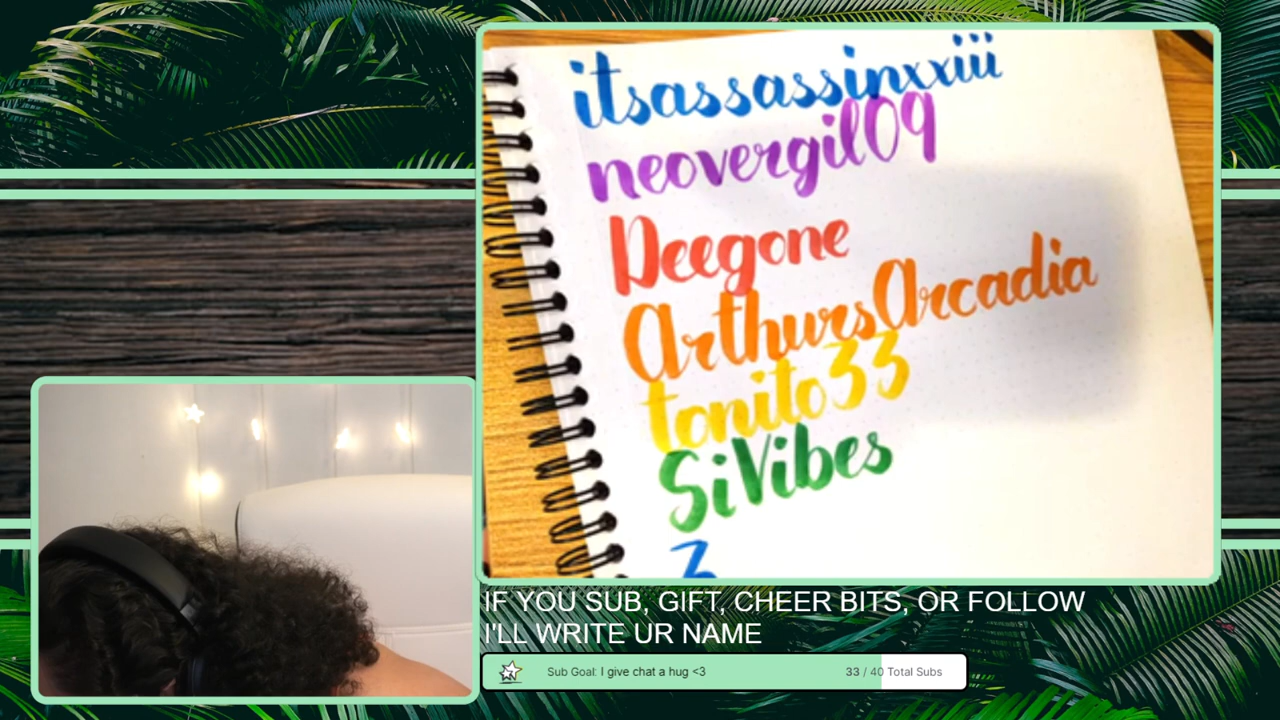 itsassassinxxiii
neovergil09
Deegone
ArthursArcadia
tonito33
SiVibes
IF YOU SUB, GIFT, CHEER BITS, OR FOLLOW
I'LL WRITE UR NAME
Sub Goal: I give chat a hug <3 33 / 40 Total Subs